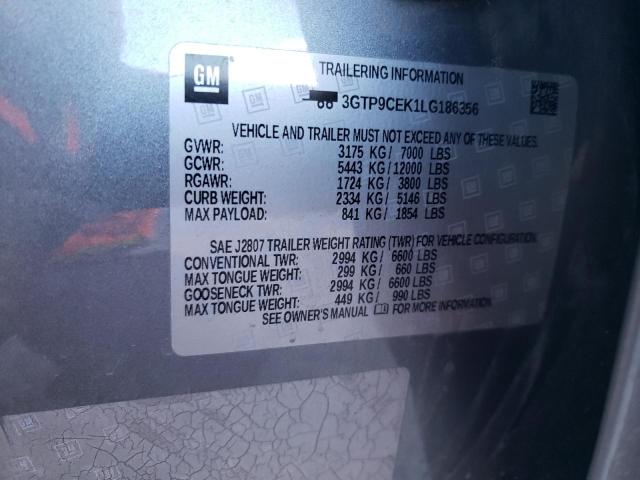 GM
TRAILERING INFORMATION
88 3GTP9CEK1LG186356
VEHICLE AND TRAILER MUST NOT EXCEED ANY OF THESE WEIGHTS
GVWR: 3175 KG/ 7000 LBS
GCWR: 5443 KG/12000 LBS
RGAWR: 1724 KG/ 3800 LBS
CURB WEIGHT: 2334 KG/ 5146 LBS
MAX PAYLOAD: 841 KG/ 1854 LBS
SAE J2807 TRAILER WEIGHT RATING (TWR) FOR VEHICLE CONFIGURATION.
CONVENTIONAL TWR: 2994 KG/ 6600 LBS
MAX TONGUE WEIGHT: 299 KG/ 660 LBS
GOOSENECK TWR: 2994 KG/ 6600 LBS
MAX TONGUE WEIGHT: 449 KG/ 990 LBS
SEE OWNER'S MANUAL FOR MORE INFORMATION